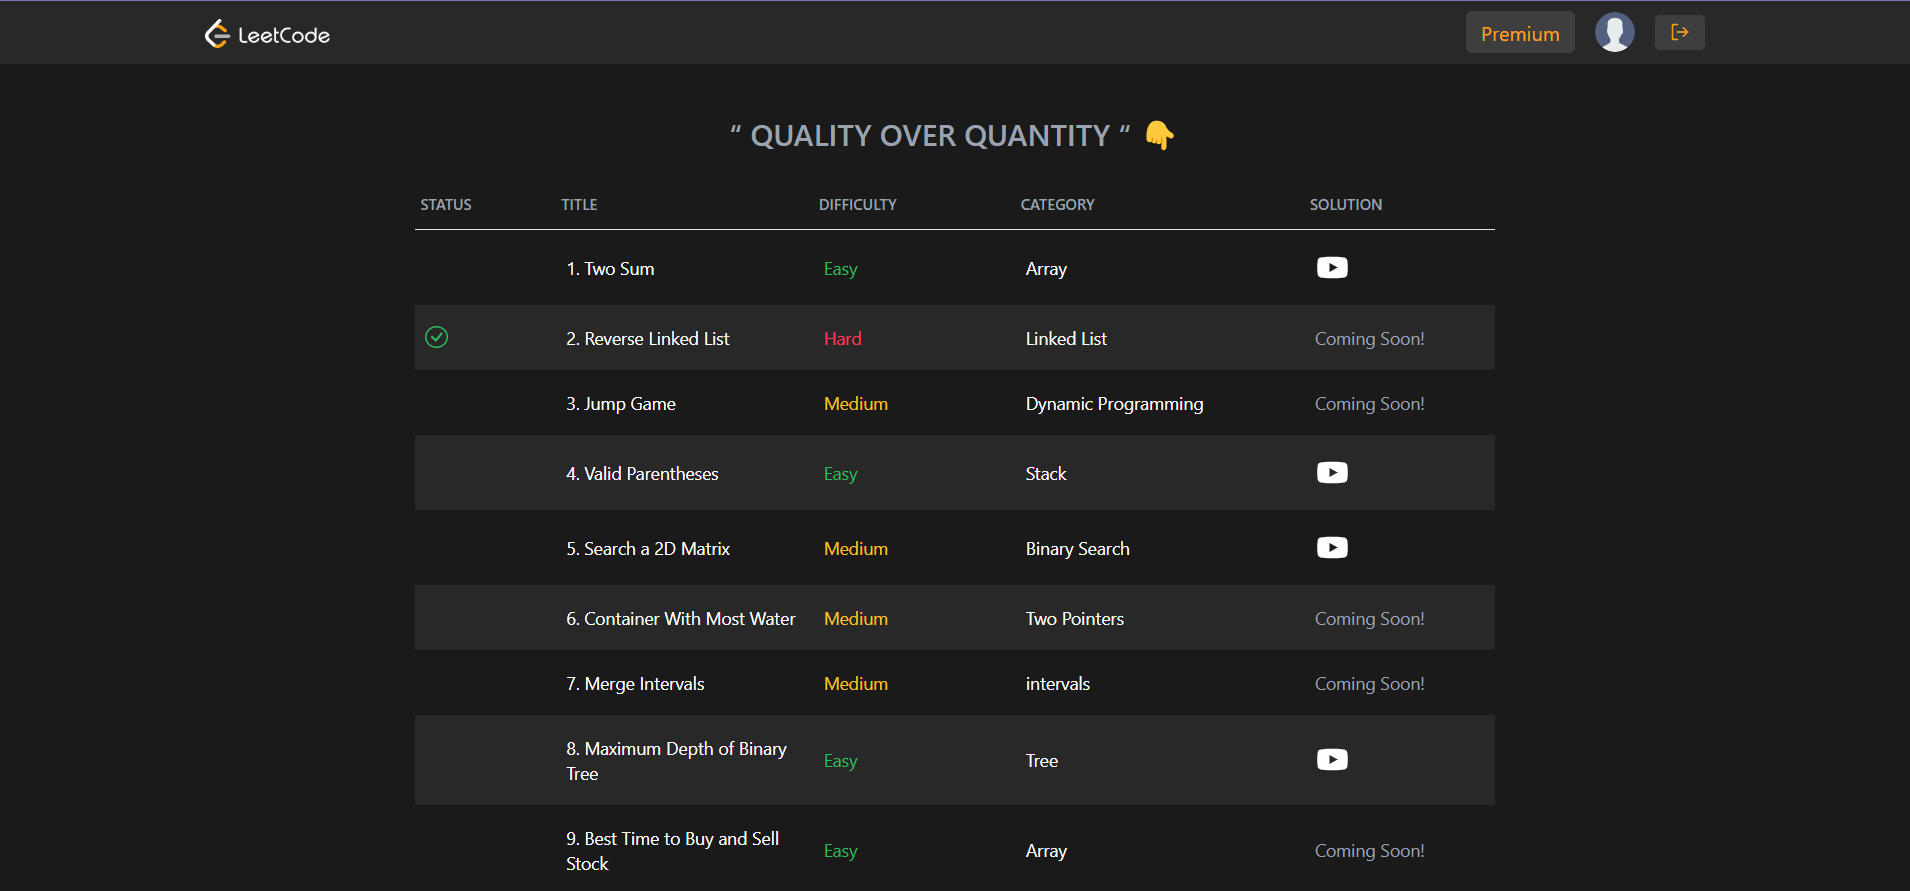 LeetCode
Premium
“ QUALITY OVER QUANTITY “ 👇
STATUS TITLE DIFFICULTY CATEGORY SOLUTION
1. Two Sum Easy Array
2. Reverse Linked List Hard Linked List Coming Soon!
3. Jump Game Medium Dynamic Programming Coming Soon!
4. Valid Parentheses Easy Stack
5. Search a 2D Matrix Medium Binary Search
6. Container With Most Water Medium Two Pointers Coming Soon!
7. Merge Intervals Medium intervals Coming Soon!
8. Maximum Depth of Binary
Tree Easy Tree
9. Best Time to Buy and Sell
Stock Easy Array Coming Soon!